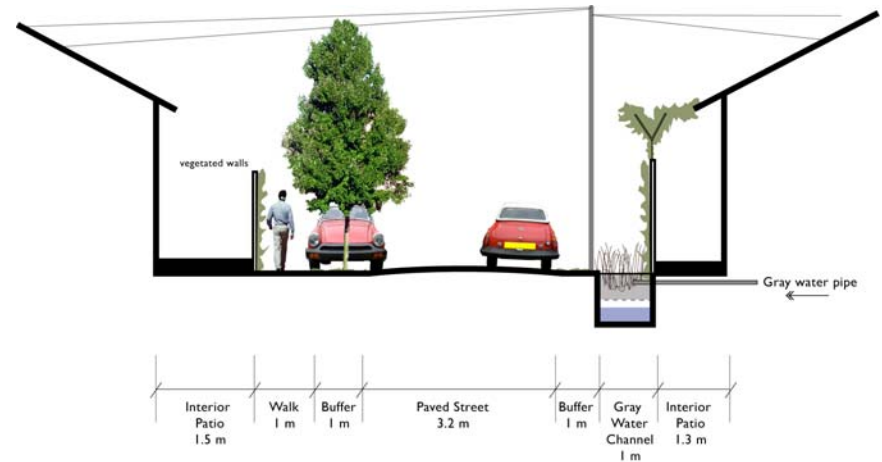 vegetated walls
Gray water pipe
Interior
Patio
1.5 m
Walk
1 m
Buffer
1 m
Paved Street
3.2 m
Buffer
1 m
Gray
Water
Channel
1 m
Interior
Patio
1.3 m